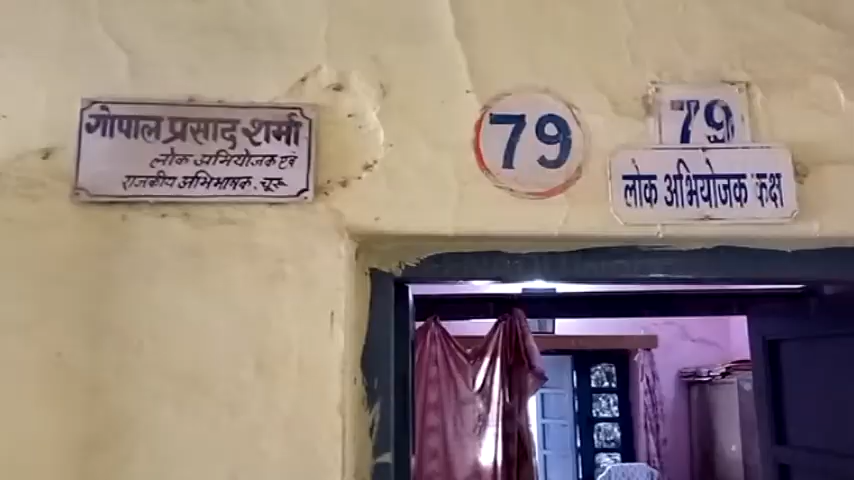 गोपाल प्रसाद शर्मा
लोक अभियोजक एवं
राजकीय अभिभाषक.चूरू
79
79
लोक अभियोजक कक्ष